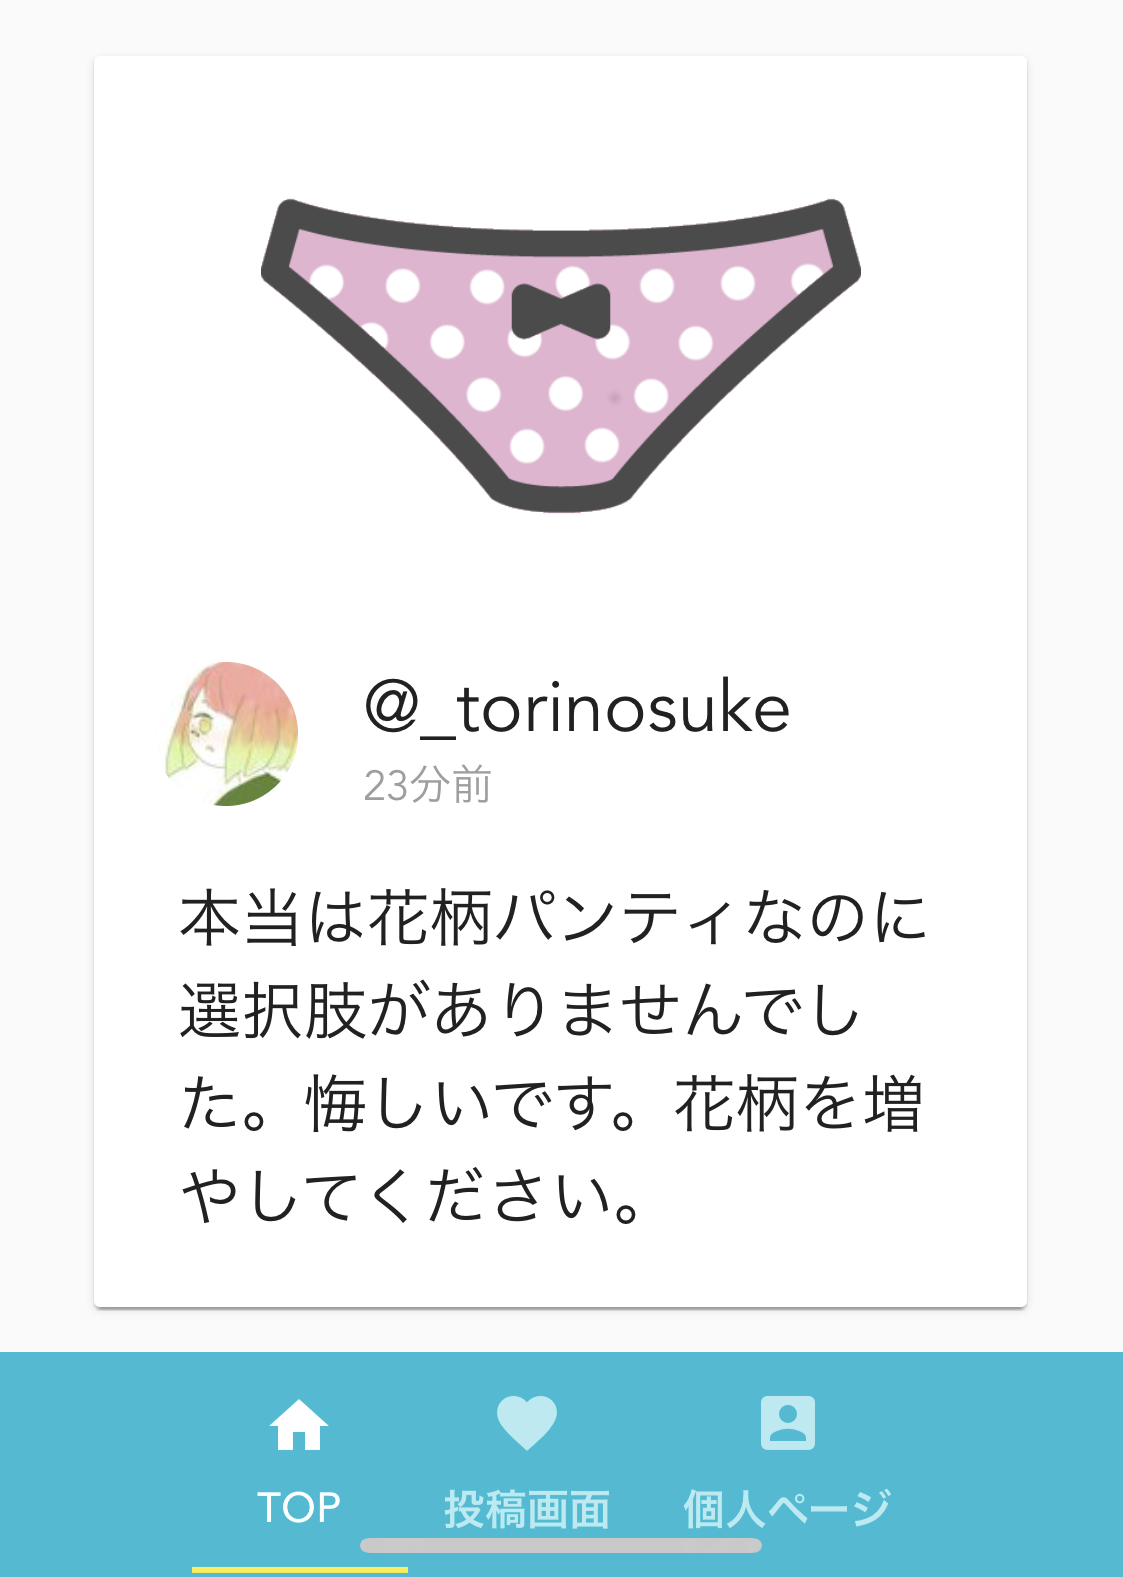 @_torinosuke
23分前
本当は花柄パンティなのに
選択肢がありませんでし
た。悔しいです。花柄を増
やしてください。
TOP 投稿画面 個人ページ